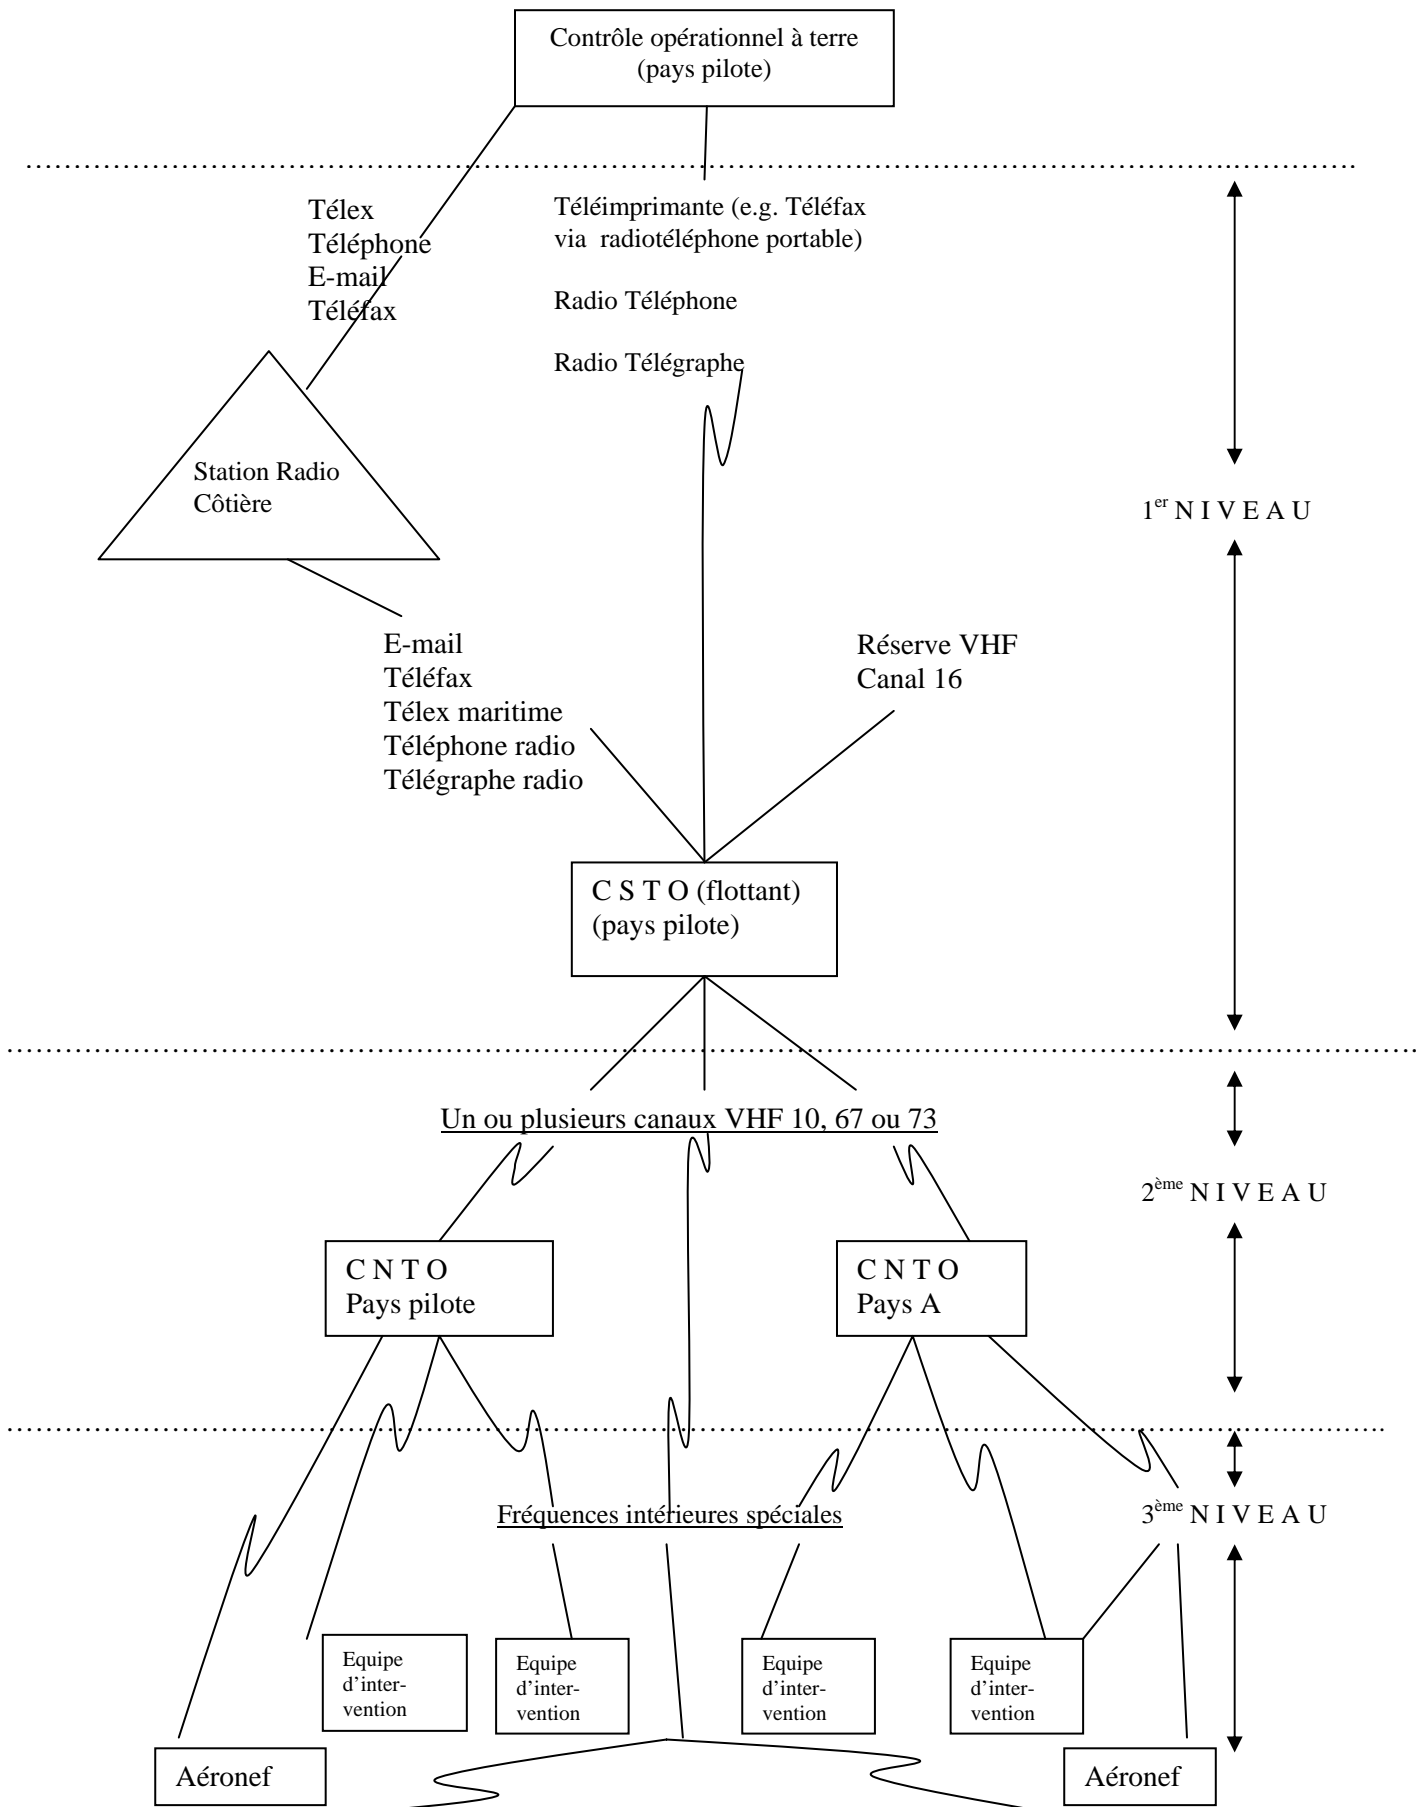 Contrôle opérationnel à terre
(pays pilote)
Télex
Téléphone
E-mail
Téléfax
Téléimprimante (e.g. Téléfax
via radiotéléphone portable)
Radio Téléphone
Radio Télégraphe
Station Radio
Côtière
1er N I V E A U
E-mail
Téléfax
Télex maritime
Téléphone radio
Télégraphe radio
Réserve VHF
Canal 16
C S T O (flottant)
(pays pilote)
Un ou plusieurs canaux VHF 10, 67 ou 73
2ème N I V E A U
C N T O
Pays pilote
C N T O
Pays A
Fréquences intérieures spéciales
3ème N I V E A U
Equipe
d’inter-
vention
Equipe
d’inter-
vention
Equipe
d’inter-
vention
Equipe
d’inter-
vention
Aéronef
Aéronef